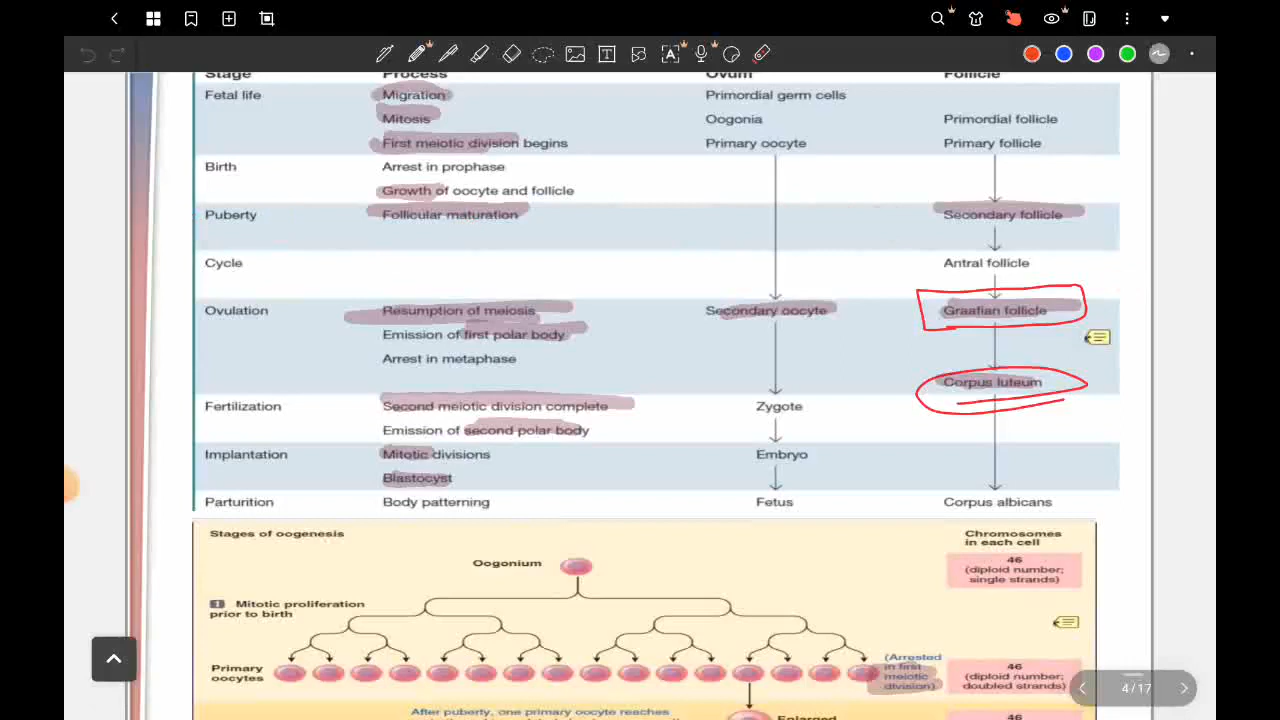 Stage Process Ovum Follicle
Fetal life Migration Primordial germ cells
Mitosis Oogonia Primordial follicle
First meiotic division begins Primary oocyte Primary follicle
Birth Arrest in prophase
Growth of oocyte and follicle
Puberty Follicular maturation Secondary follicle
Cycle Antral follicle
Ovulation Resumption of meiosis Secondary oocyte Graafian follicle
Emission of first polar body
Arrest in metaphase
Corpus luteum
Fertilization Second meiotic division complete Zygote
Emission of second polar body
Implantation Mitotic divisions Embryo
Blastocyst
Parturition Body patterning Fetus Corpus albicans
Stages of oogenesis
Chromosomes
in each cell
Oogonium
46
(diploid number;
single strands)
1 Mitotic proliferation
prior to birth
Primary
oocytes
(Arrested
in first
meiotic
division)
46
(diploid number;
doubled strands)
4/17
After puberty, one primary oocyte reaches
Enlarged
46